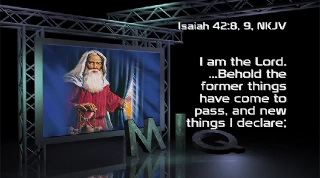 Isaiah 42:8, 9, NKJV
I am the Lord.
...Behold the
former things
have come to
pass, and new
things I declare;
M I Q